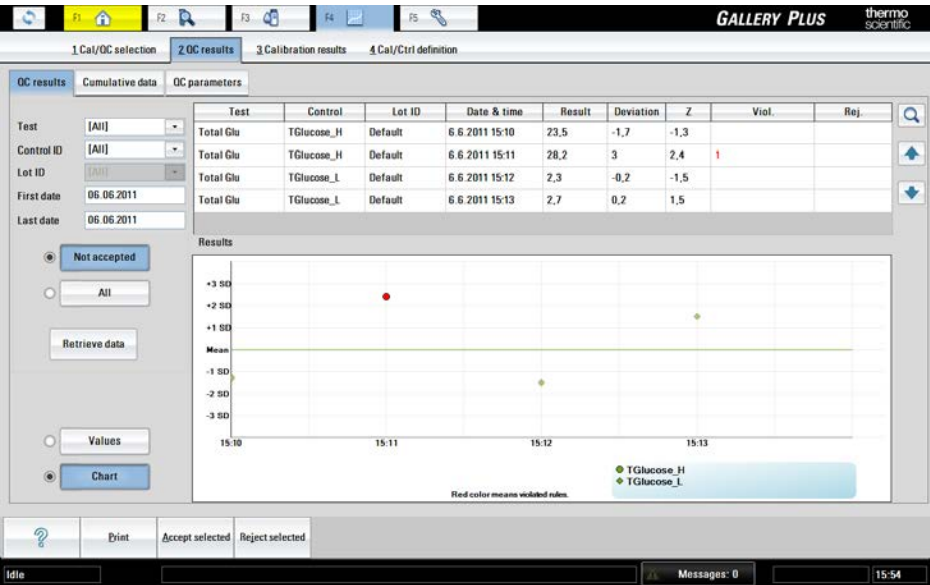 F1 F2 F3 F4 F5 GALLERY PLUS thermo scientific
1 Cal/QC selection 2 QC results 3 Calibration results 4 Cal/Ctrl definition
QC results Cumulative data QC parameters
Test [All]
Control ID [All]
Lot ID [All]
First date 06.06.2011
Last date 06.06.2011
Not accepted
All
Retrieve data
Values
Chart
Test Control Lot ID Date & time Result Deviation Z Viol. Rej.
Total Glu TGlucose_H Default 6.6.2011 15:10 23,5 -1,7 -1,3
Total Glu TGlucose_H Default 6.6.2011 15:11 28,2 3 2,4 1
Total Glu TGlucose_L Default 6.6.2011 15:12 2,3 -0,2 -1,5
Total Glu TGlucose_L Default 6.6.2011 15:13 2,7 0,2 1,5
Results
+3 SD
+2 SD
+1 SD
Mean
-1 SD
-2 SD
-3 SD
15:10 15:11 15:12 15:13
TGlucose_H
TGlucose_L
Red color means violated rules.
? Print Accept selected Reject selected
Idle Messages: 0 15:54